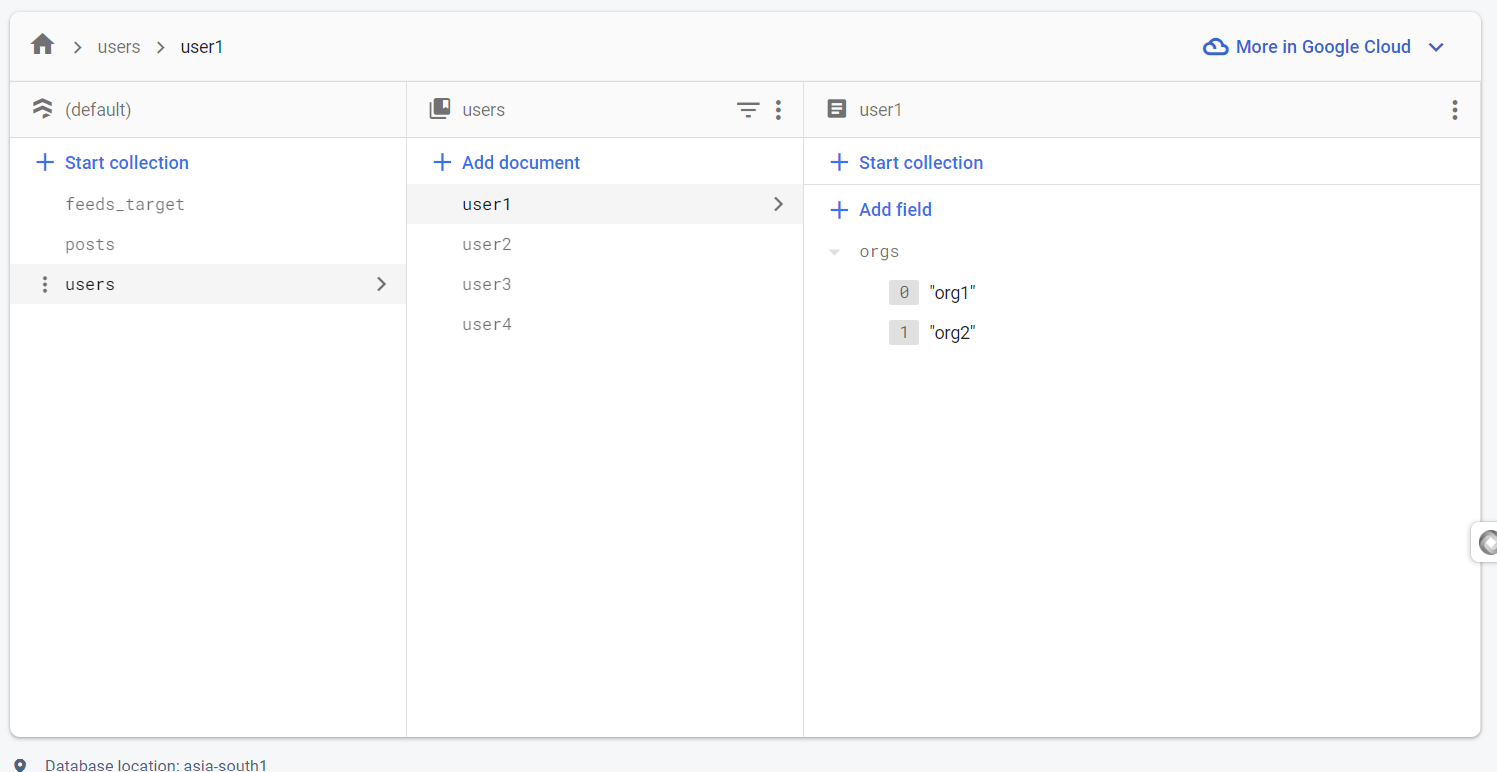 users
user1
More in Google Cloud
(default)
users
user1
Start collection
Add document
Start collection
feeds_target
posts
users
user1
user2
user3
user4
Add field
orgs
0 "org1"
1 "org2"
Database location: asia-south1